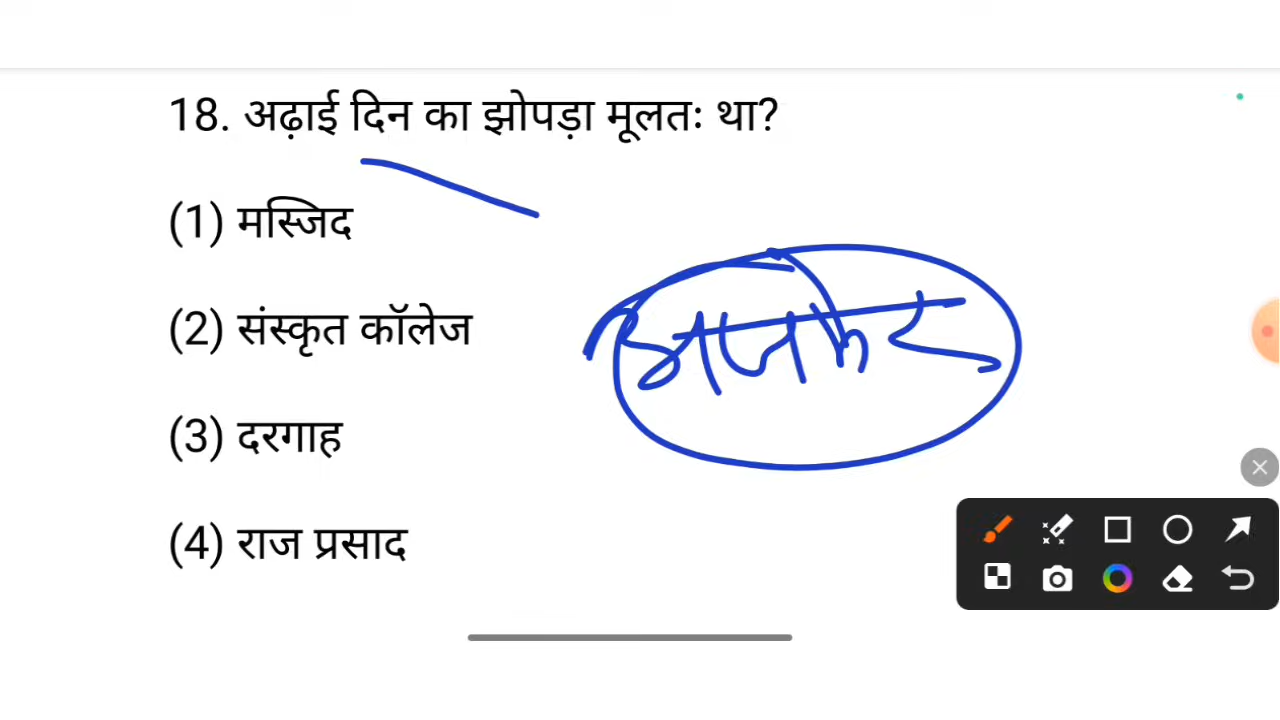 18. अढ़ाई दिन का झोपड़ा मूलतः था?
(1) मस्जिद
(2) संस्कृत कॉलेज
अजमेर
(3) दरगाह
(4) राज प्रसाद